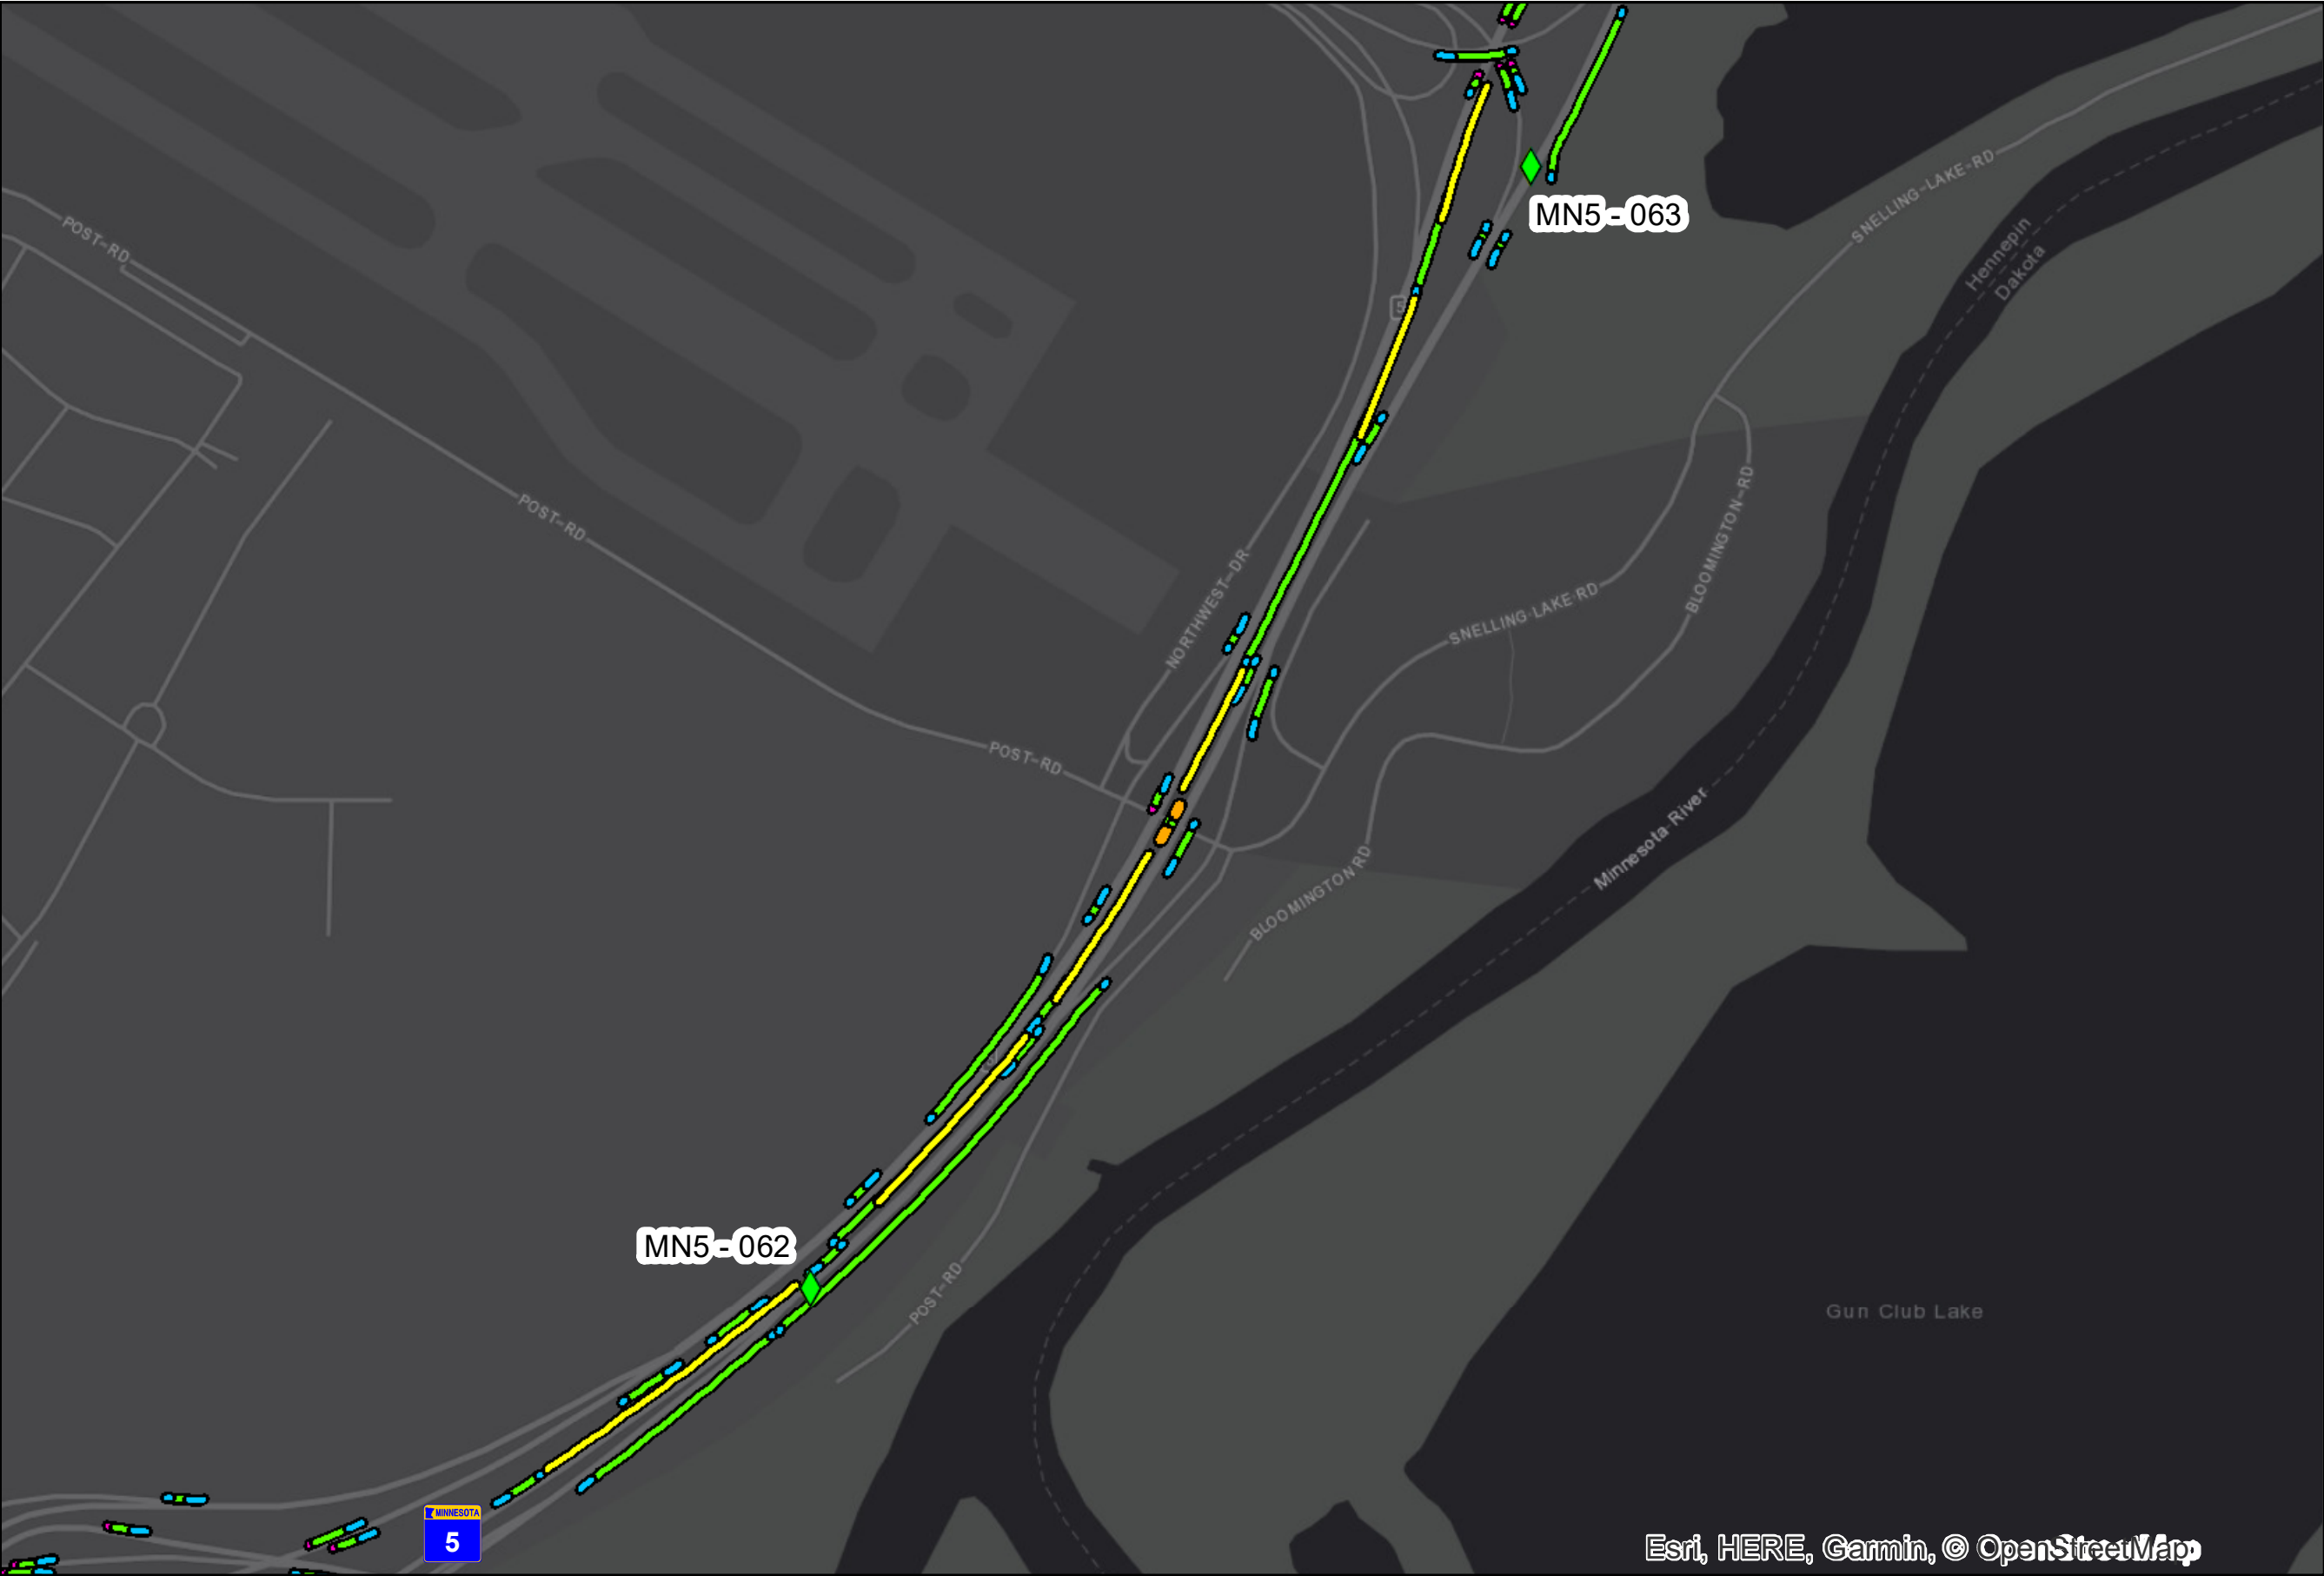 MN5 - 063
SNELLING-LAKE-RD
Hennepin
Dakota
POST-RD
5
POST-RD
BLOOMINGTON-RD
NORTHWEST-DR
SNELLING-LAKE-RD
POST-RD
Minnesota-River
BLOOMINGTON RD
MN5 - 062
POST-RD
Gun Club Lake
MINNESOTA
5
Esri, HERE, Garmin, © OpenStreetMap